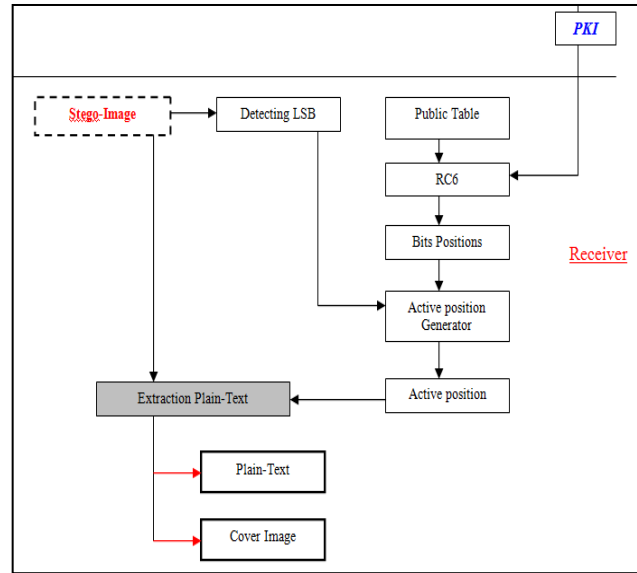 PKI
Stego-Image
Detecting LSB
Public Table
RC6
Bits Positions
Receiver
Active position
Generator
Extraction Plain-Text
Active position
Plain-Text
Cover Image